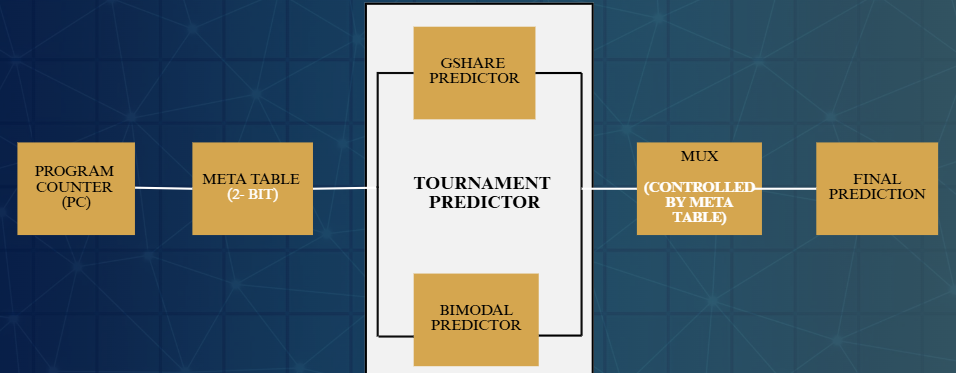 PROGRAM
COUNTER
(PC)
META TABLE
(2- BIT)
GSHARE
PREDICTOR
TOURNAMENT
PREDICTOR
BIMODAL
PREDICTOR
MUX
(CONTROLLED
BY META
TABLE)
FINAL
PREDICTION